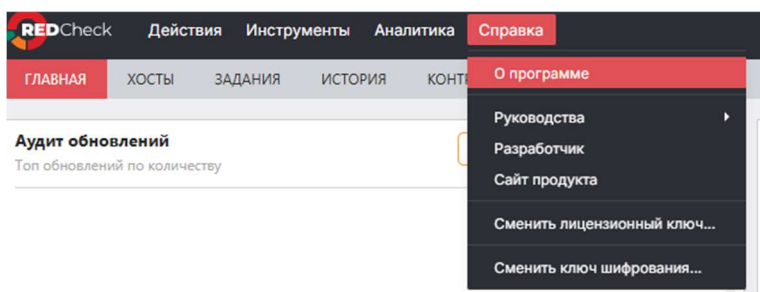 REDCheck Действия Инструменты Аналитика Справка
ГЛАВНАЯ ХОСТЫ ЗАДАНИЯ ИСТОРИЯ О программе
Руководства
Аудит обновлений Разработчик
Топ обновлений по количеству
Сайт продукта
Сменить лицензионный ключ...
Сменить ключ шифрования...